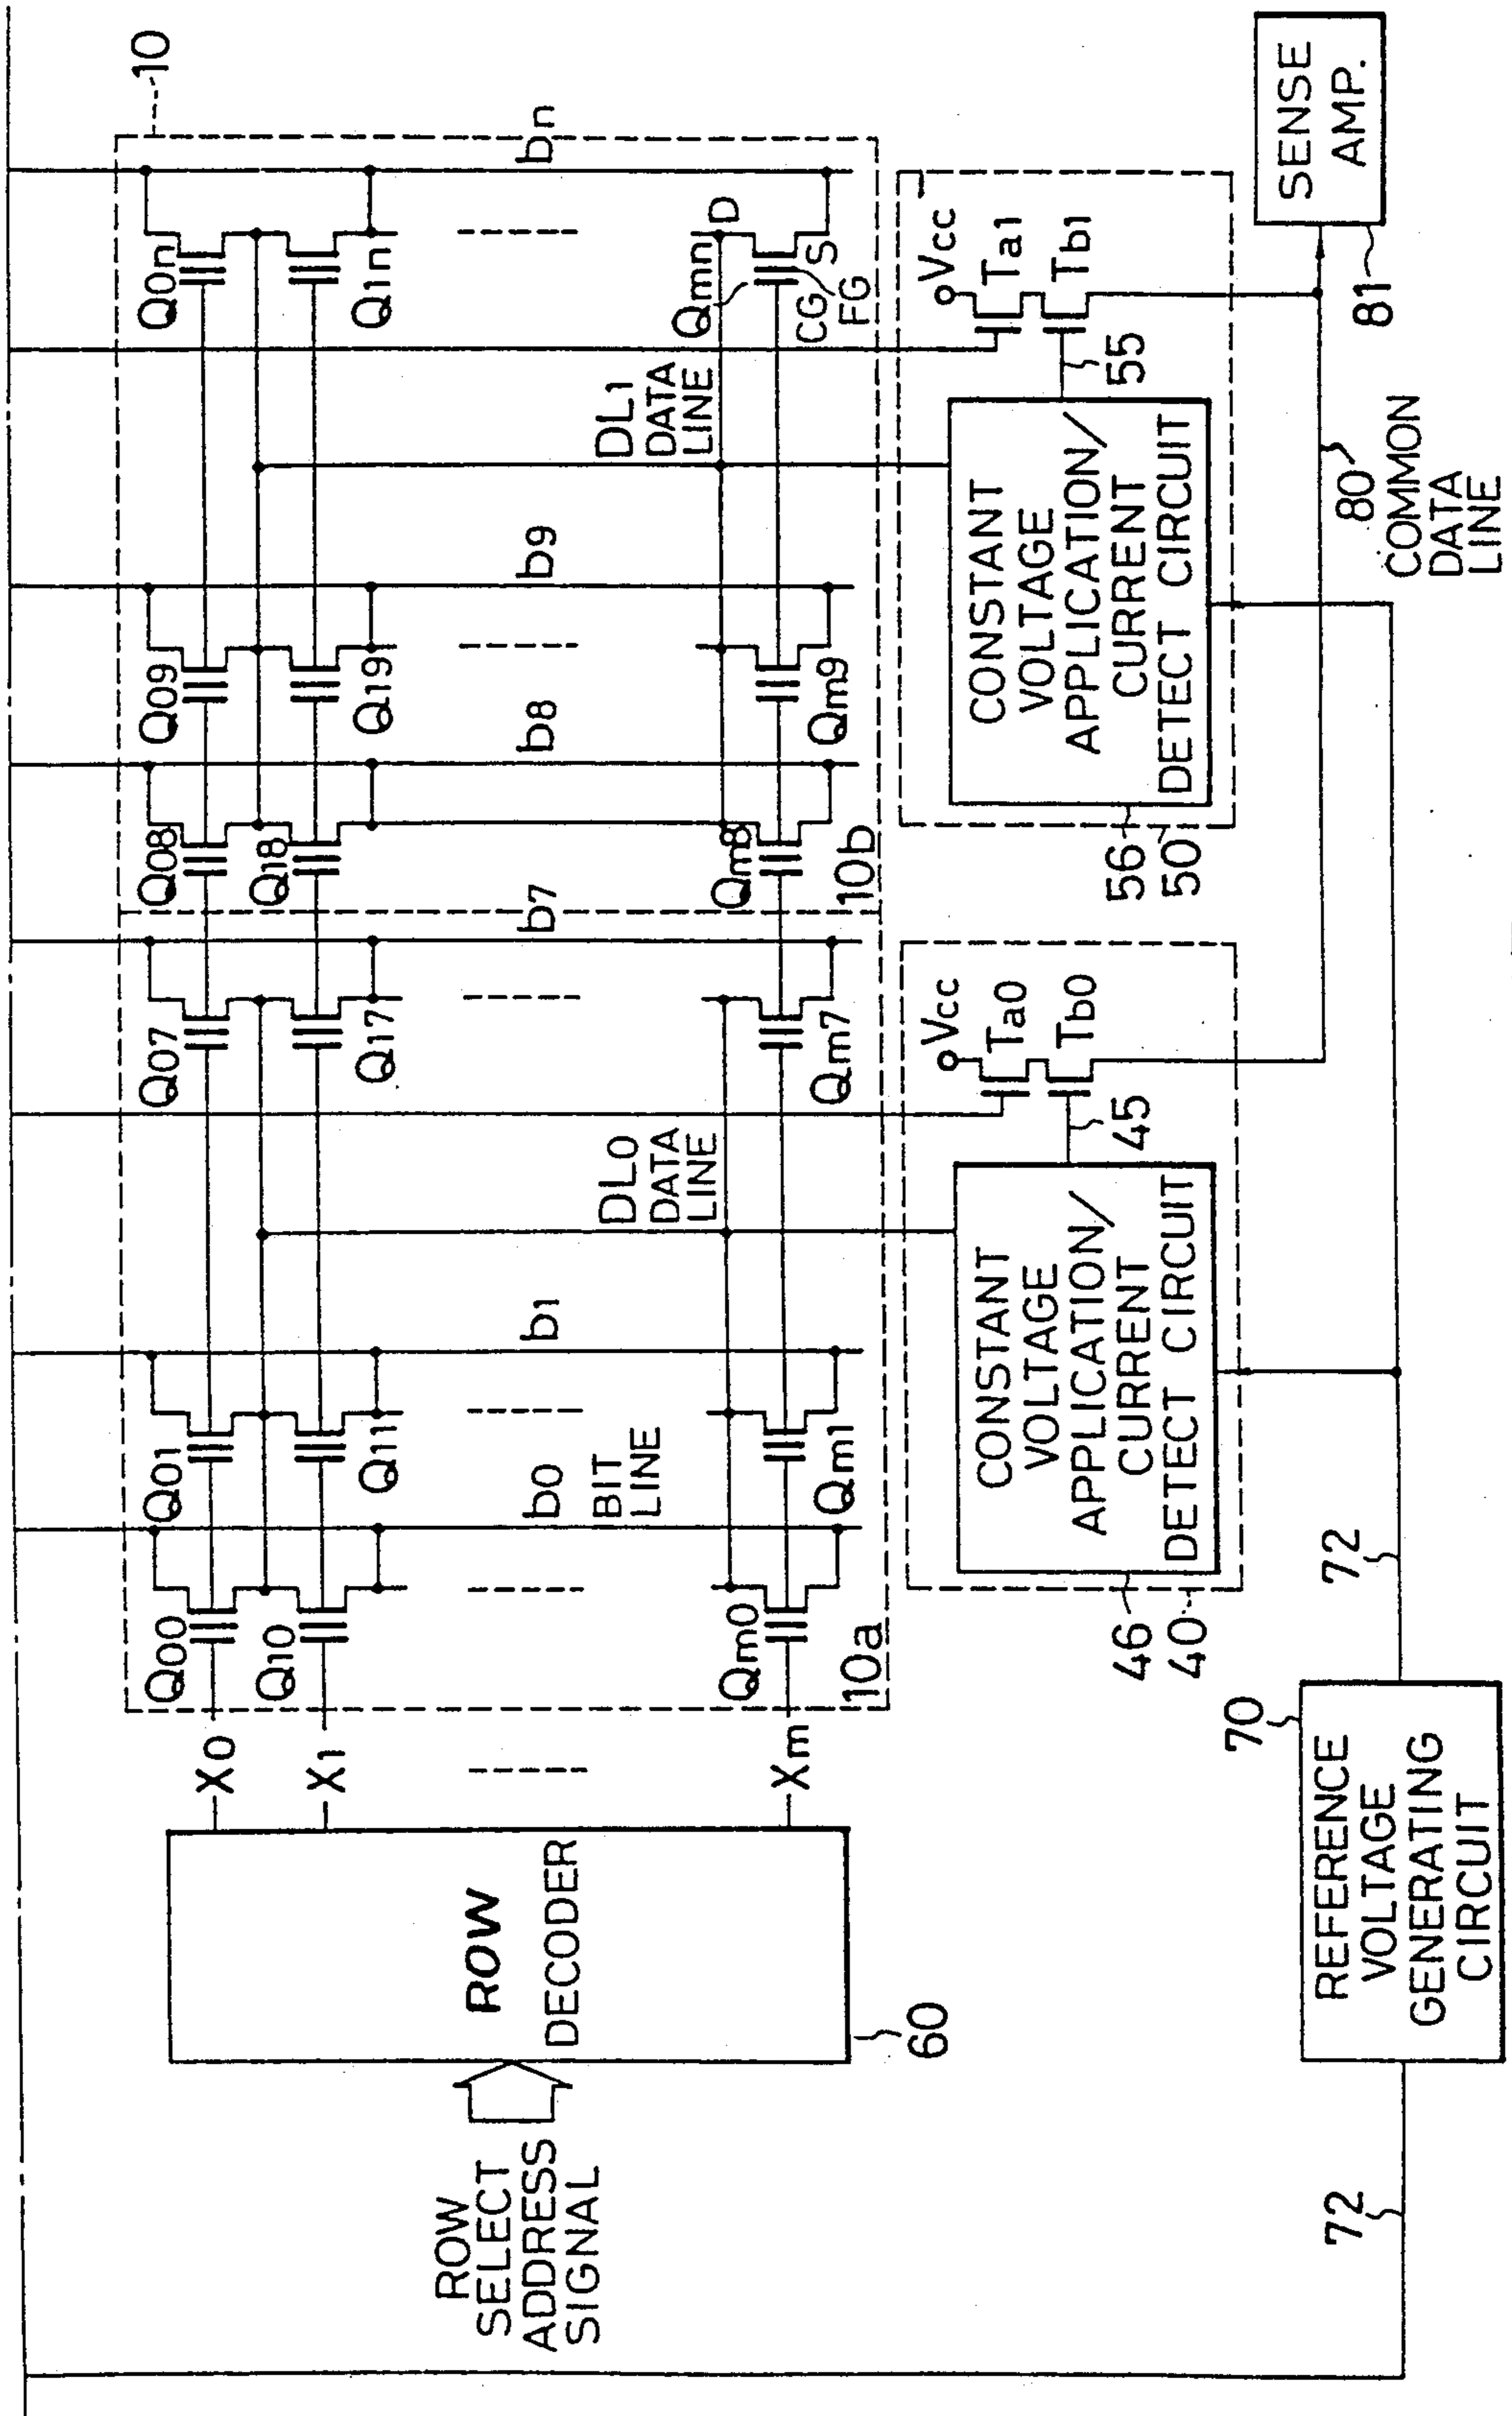 10
Q00
Q01
Q07
Q08
Q09
Q0n
X0
Q10
Q11
Q17
Q18
Q19
Q1n
X1
ROW
SELECT
ADDRESS
SIGNAL
ROW
DECODER
60
b0
BIT
LINE
b1
b7
b8
b9
bn
DL0
DATA
LINE
DL1
DATA
LINE
Xm
Qm0
Qm1
Qm7
Qm8
Qm9
Qmn
D
S
CG
FG
10a
10b
Vcc
Ta0
Tb0
45
CONSTANT
VOLTAGE
APPLICATION/
CURRENT
DETECT CIRCUIT
46
40
Vcc
Ta1
Tb1
55
CONSTANT
VOLTAGE
APPLICATION/
CURRENT
DETECT CIRCUIT
56
50
SENSE
AMP.
81
80
COMMON
DATA
LINE
72
70
REFERENCE
VOLTAGE
GENERATING
CIRCUIT
72